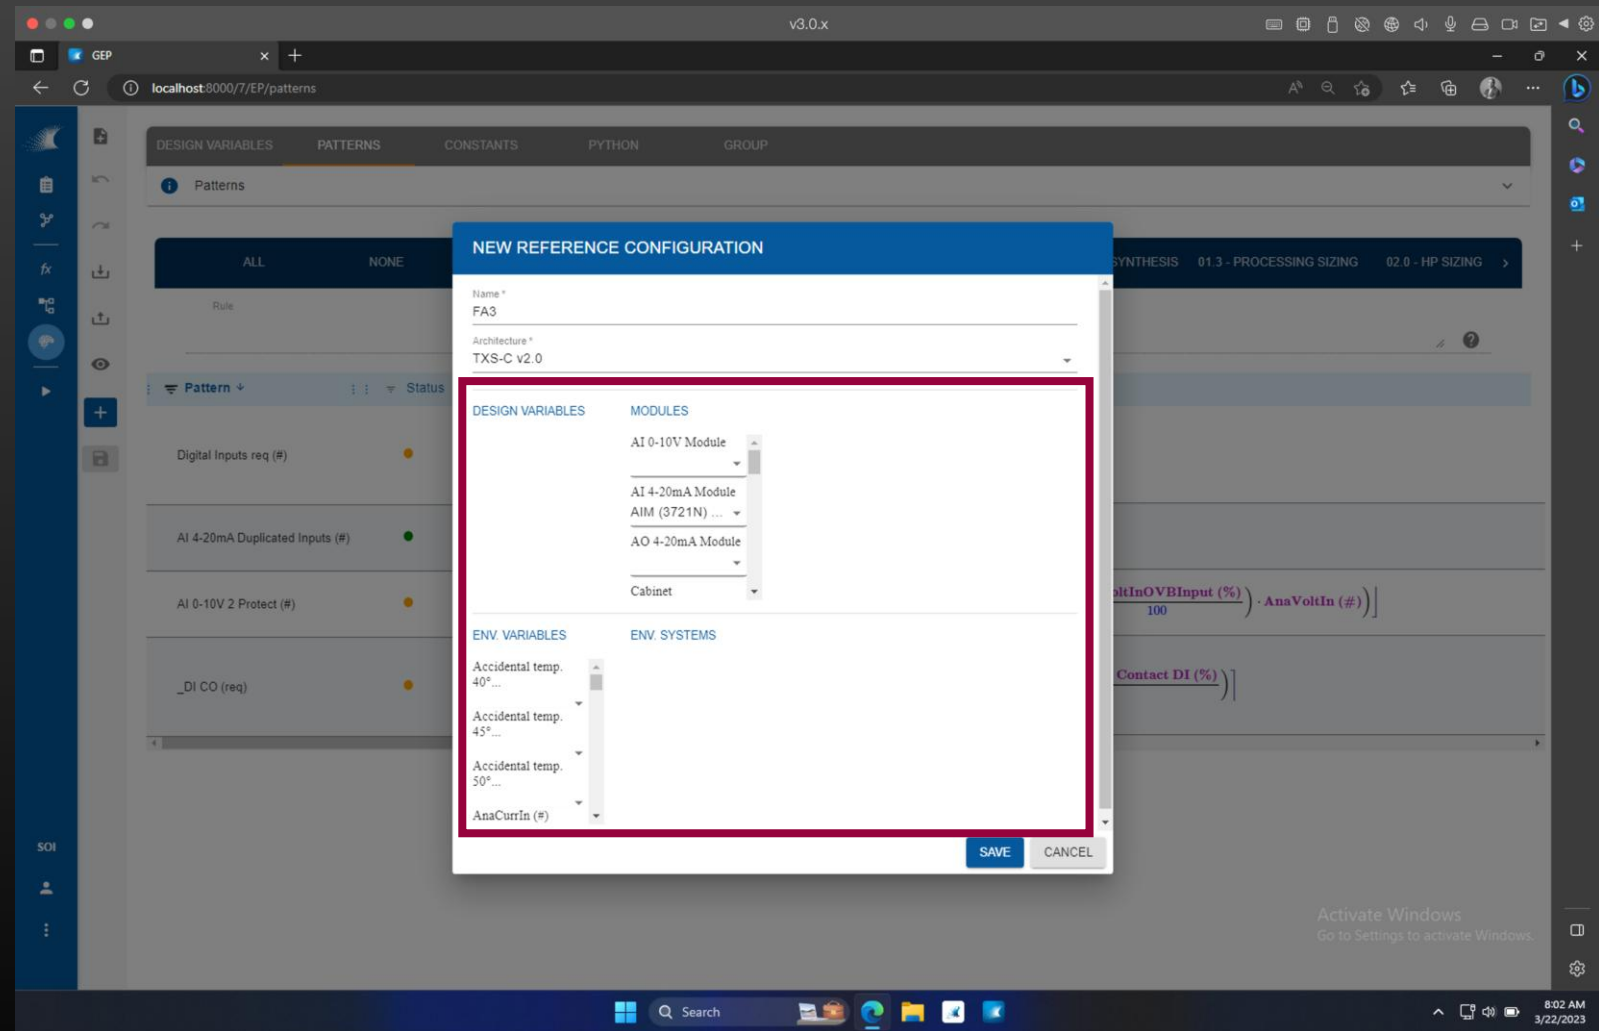 v3.0.x
GEP
localhost:8000/7/EP/patterns
DESIGN VARIABLES PATTERNS CONSTANTS PYTHON GROUP
Patterns
ALL NONE SYNTHESIS 01.3 - PROCESSING SIZING 02.0 - HP SIZING
Rule
Pattern Status
Digital Inputs req (#)
AI 4-20mA Duplicated Inputs (#)
AI 0-10V 2 Protect (#)
_DI CO (req)
NEW REFERENCE CONFIGURATION
Name *
FA3
Architecture *
TXS-C v2.0
DESIGN VARIABLES MODULES
AI 0-10V Module
AI 4-20mA Module
AIM (3721N) ...
AO 4-20mA Module
Cabinet
ENV. VARIABLES ENV. SYSTEMS
Accidental temp.
40°...
Accidental temp.
45°...
Accidental temp.
50°...
AnaCurrIn (#)
SAVE CANCEL
ltInOVBInput (%)
100
) · AnaVoltIn (#))⌋
Contact DI (%)
)⌉
fx
SOI
Activate Windows
Go to Settings to activate Windows.
Search
8:02 AM
3/22/2023